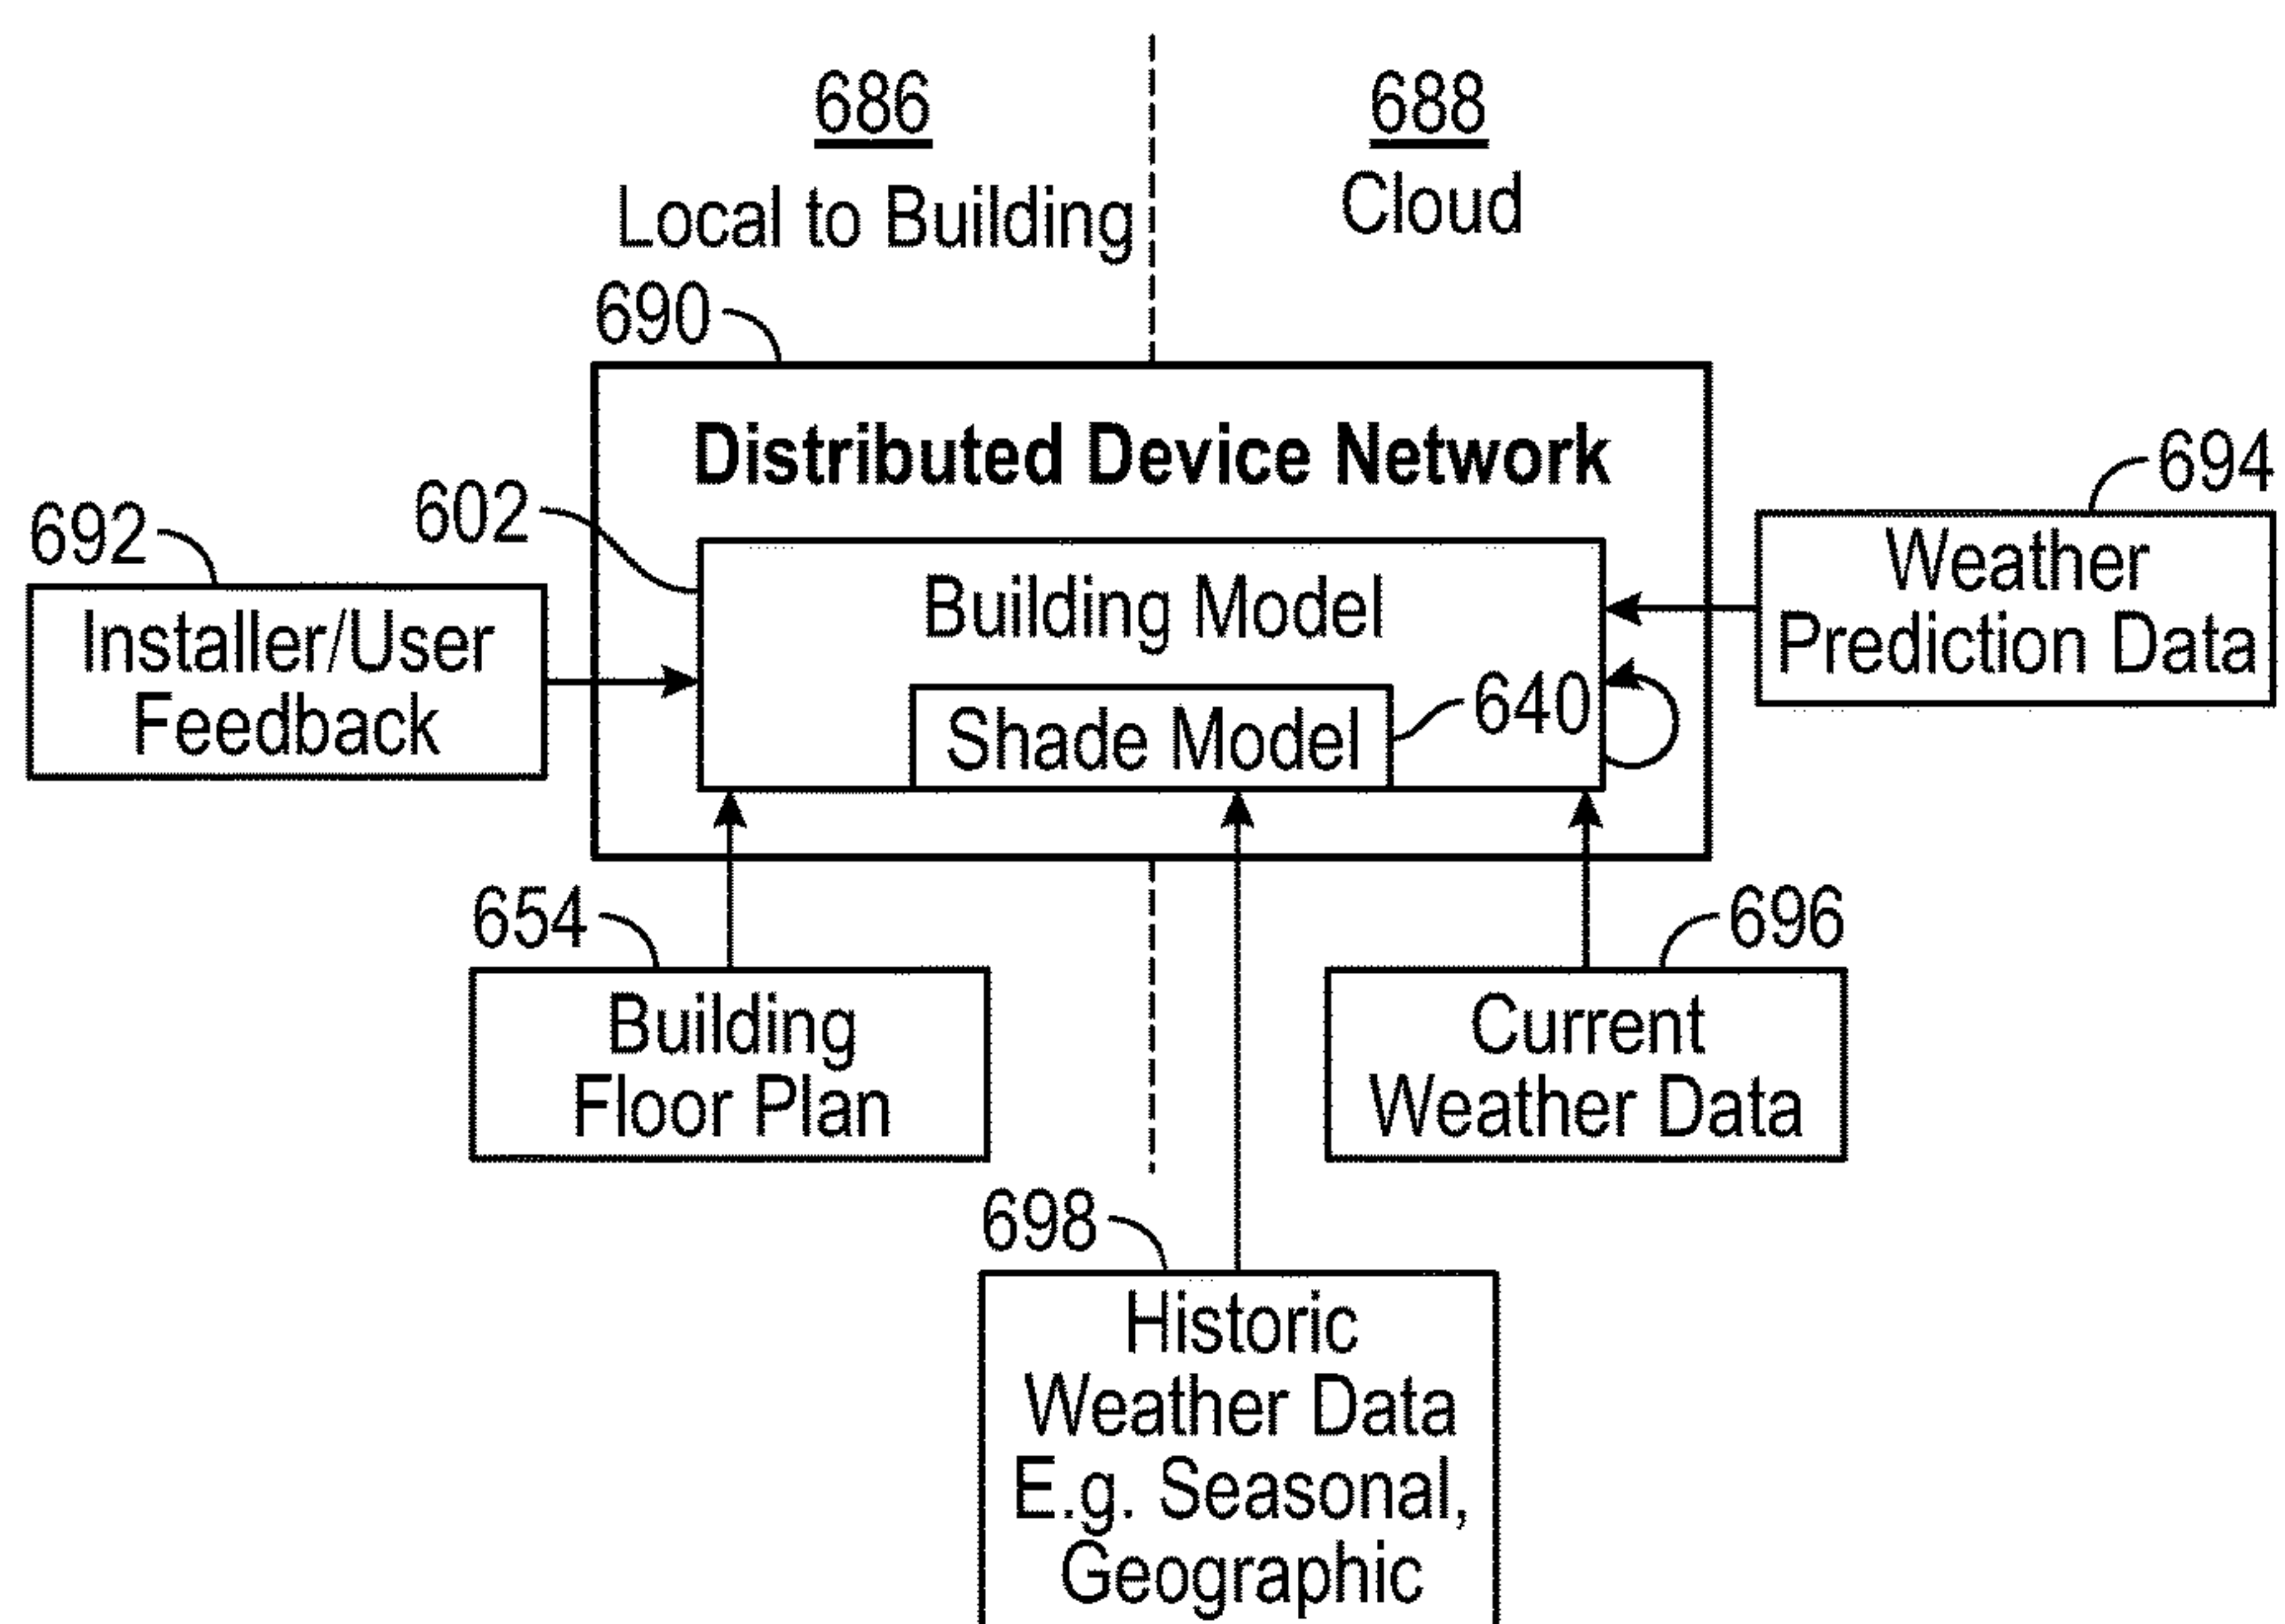 686
Local to Building
688
Cloud
690
Distributed Device Network
602
Building Model
640
Shade Model
692
Installer/User
Feedback
694
Weather
Prediction Data
654
Building
Floor Plan
696
Current
Weather Data
698
Historic
Weather Data
E.g. Seasonal,
Geographic